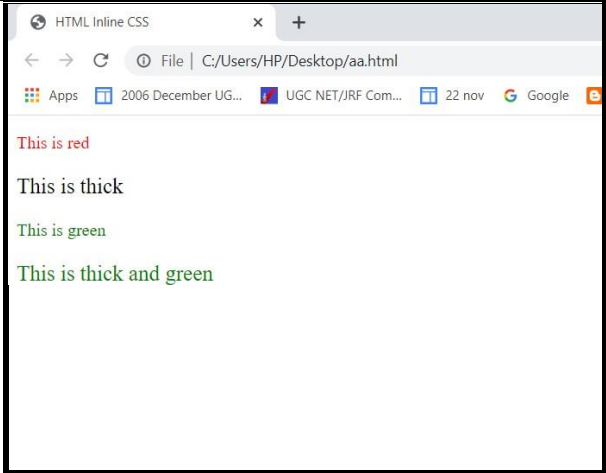 HTML Inline CSS
File | C:/Users/HP/Desktop/aa.html
Apps 2006 December UG... UGC NET/JRF Com... 22 nov Google
This is red
This is thick
This is green
This is thick and green